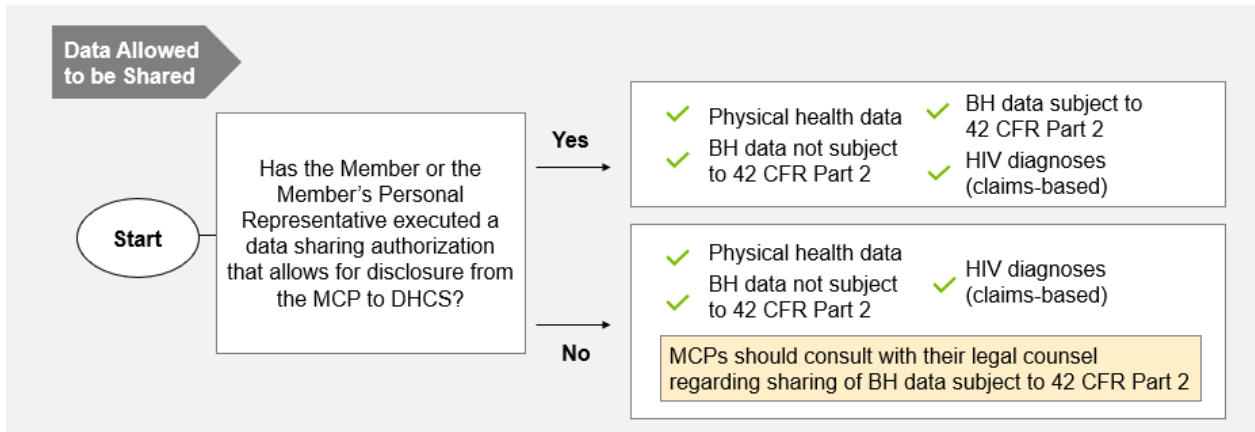 Data Allowed
to be Shared
Start
Has the Member or the
Member’s Personal
Representative executed a
data sharing authorization
that allows for disclosure from
the MCP to DHCS?
Yes
Physical health data
BH data not subject
to 42 CFR Part 2
BH data subject to
42 CFR Part 2
HIV diagnoses
(claims-based)
No
Physical health data
BH data not subject
to 42 CFR Part 2
HIV diagnoses
(claims-based)
MCPs should consult with their legal counsel
regarding sharing of BH data subject to 42 CFR Part 2